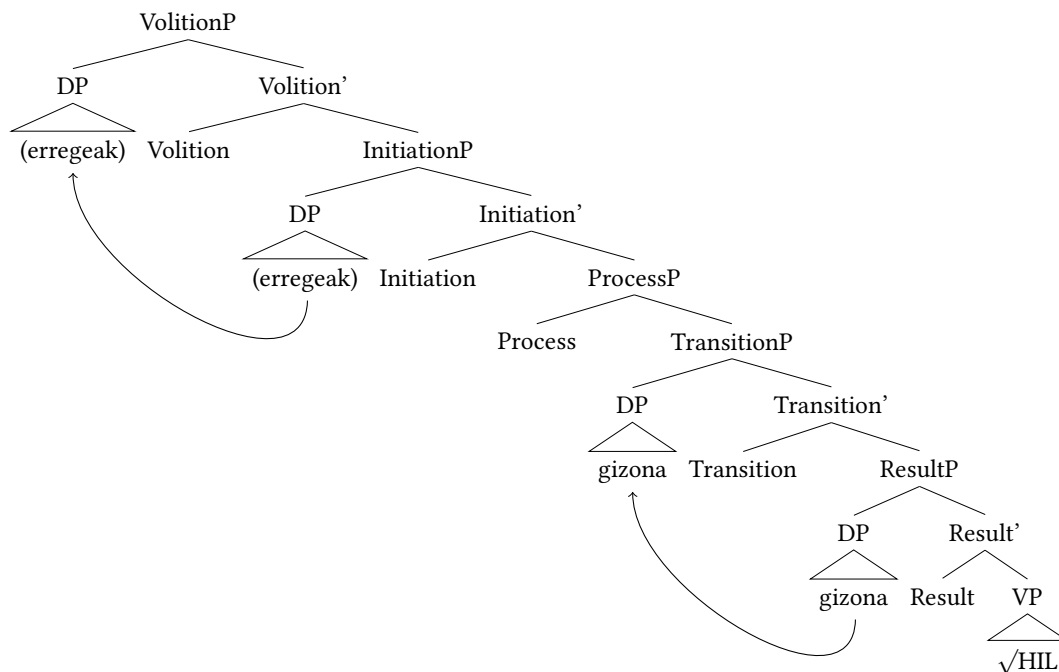 VolitionP
DP Volition’
(erregeak) Volition InitiationP
DP Initiation’
(erregeak) Initiation ProcessP
Process TransitionP
DP Transition’
gizona Transition ResultP
DP Result’
gizona Result VP
√HIL